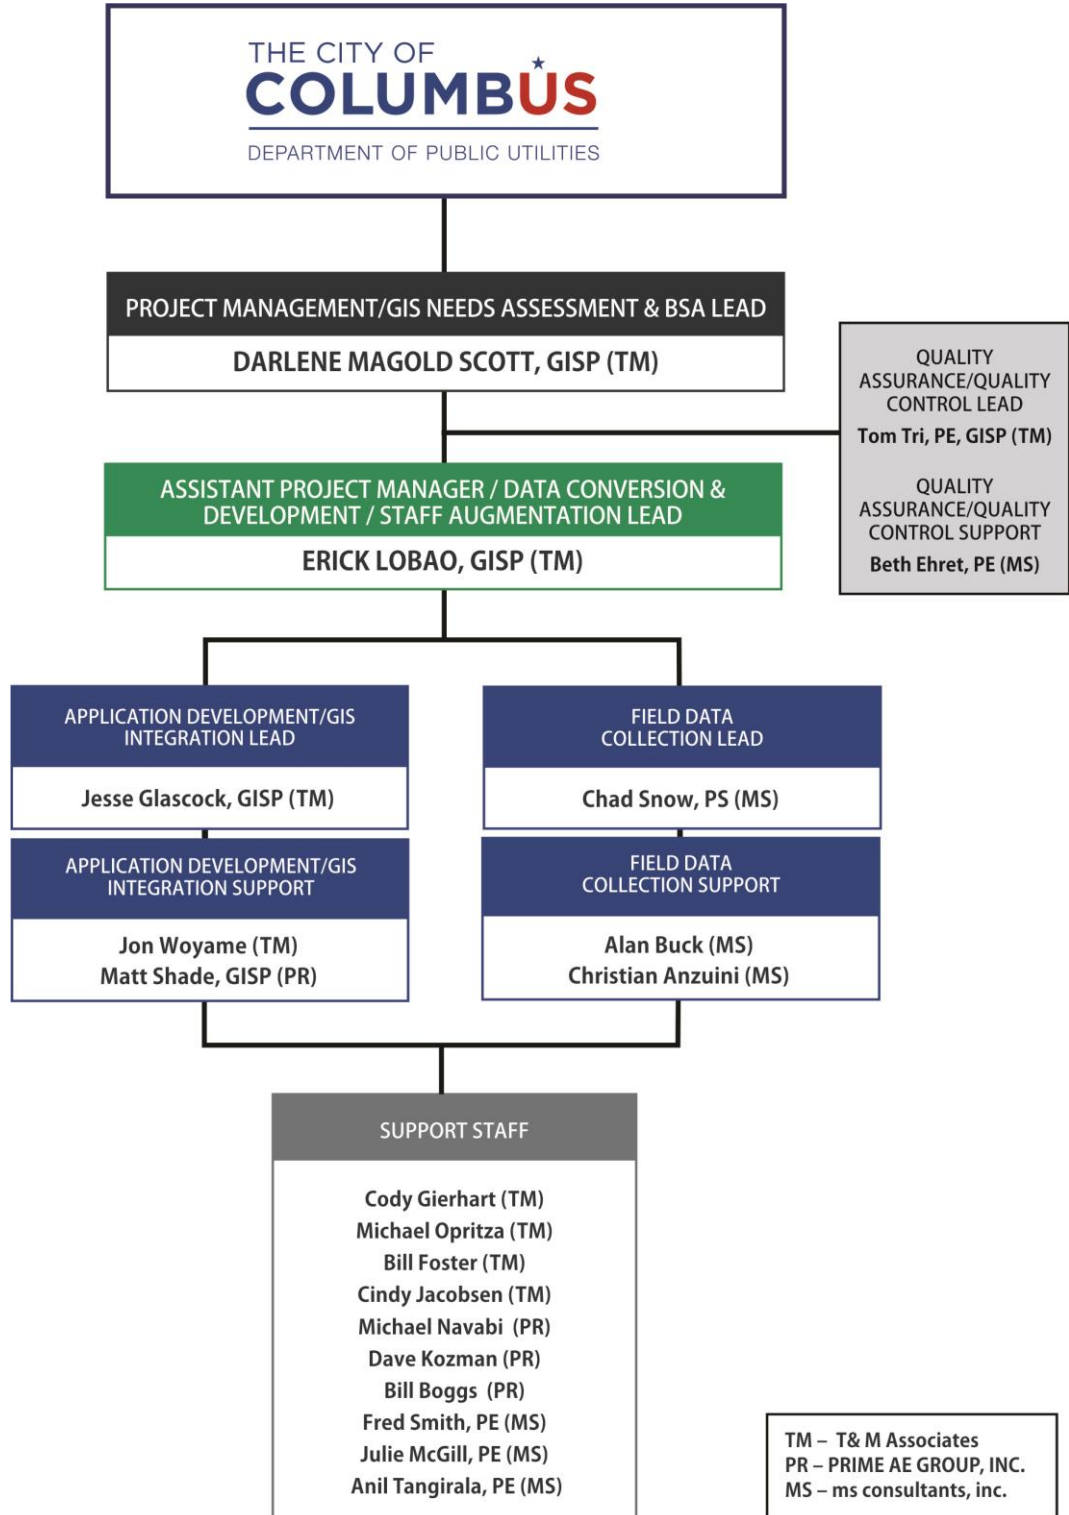 THE CITY OF
COLUMBUS
DEPARTMENT OF PUBLIC UTILITIES
PROJECT MANAGEMENT/GIS NEEDS ASSESSMENT & BSA LEAD
DARLENE MAGOLD SCOTT, GISP (TM)
QUALITY
ASSURANCE/QUALITY
CONTROL LEAD
Tom Tri, PE, GISP (TM)
QUALITY
ASSURANCE/QUALITY
CONTROL SUPPORT
Beth Ehret, PE (MS)
ASSISTANT PROJECT MANAGER / DATA CONVERSION &
DEVELOPMENT / STAFF AUGMENTATION LEAD
ERICK LOBAO, GISP (TM)
APPLICATION DEVELOPMENT/GIS
INTEGRATION LEAD
Jesse Glascock, GISP (TM)
APPLICATION DEVELOPMENT/GIS
INTEGRATION SUPPORT
Jon Woyame (TM)
Matt Shade, GISP (PR)
FIELD DATA
COLLECTION LEAD
Chad Snow, PS (MS)
FIELD DATA
COLLECTION SUPPORT
Alan Buck (MS)
Christian Anzuini (MS)
SUPPORT STAFF
Cody Gierhart (TM)
Michael Opritza (TM)
Bill Foster (TM)
Cindy Jacobsen (TM)
Michael Navabi (PR)
Dave Kozman (PR)
Bill Boggs (PR)
Fred Smith, PE (MS)
Julie McGill, PE (MS)
Anil Tangirala, PE (MS)
TM – T& M Associates
PR – PRIME AE GROUP, INC.
MS – ms consultants, inc.